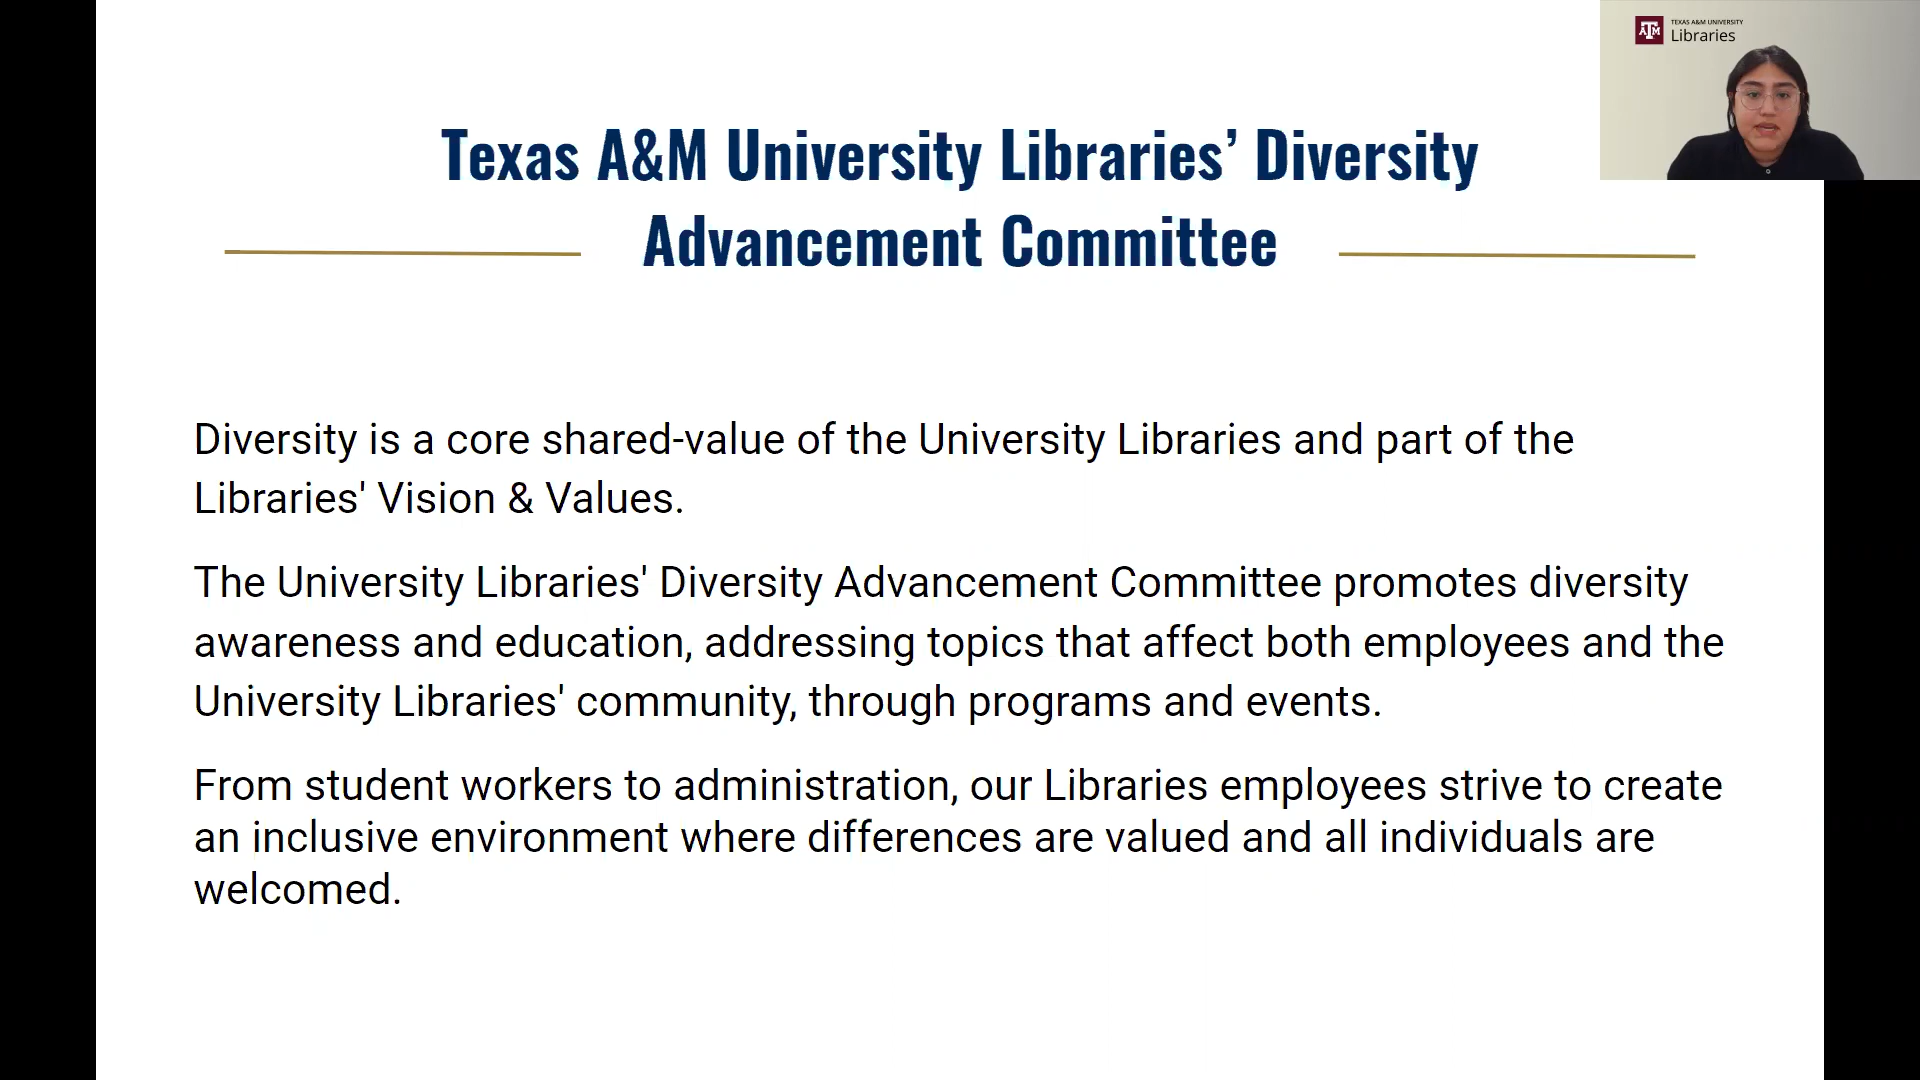 TEXAS A&M UNIVERSITY
Libraries
Texas A&M University Libraries’ Diversity
Advancement Committee
Diversity is a core shared-value of the University Libraries and part of the
Libraries' Vision & Values.
The University Libraries' Diversity Advancement Committee promotes diversity
awareness and education, addressing topics that affect both employees and the
University Libraries' community, through programs and events.
From student workers to administration, our Libraries employees strive to create
an inclusive environment where differences are valued and all individuals are
welcomed.